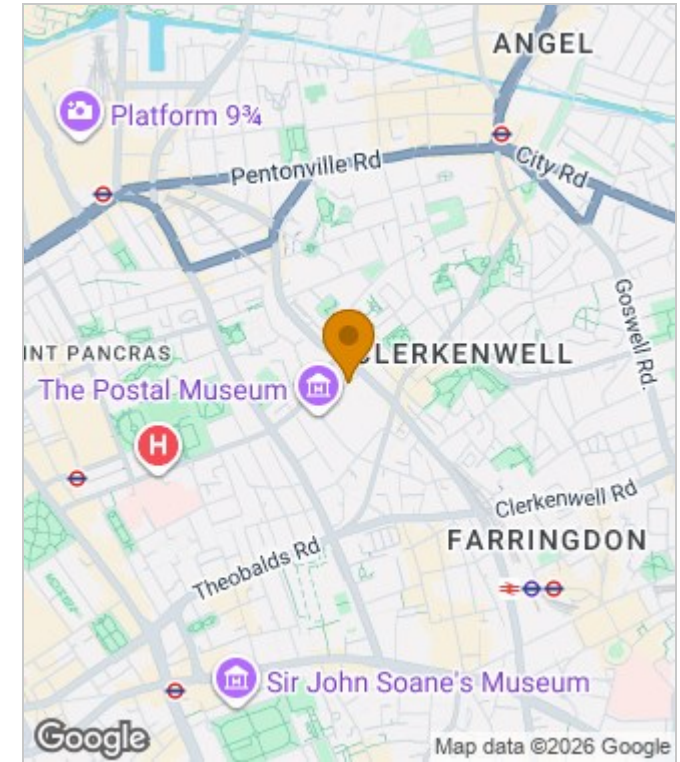 ANGEL
Platform 9¾
Pentonville Rd
City Rd
Goswell Rd.
INT PANCRAS
CLERKENWELL
The Postal Museum
H
Clerkenwell Rd
FARRINGDON
Theobalds Rd
Sir John Soane's Museum
Google
Map data ©2026 Google